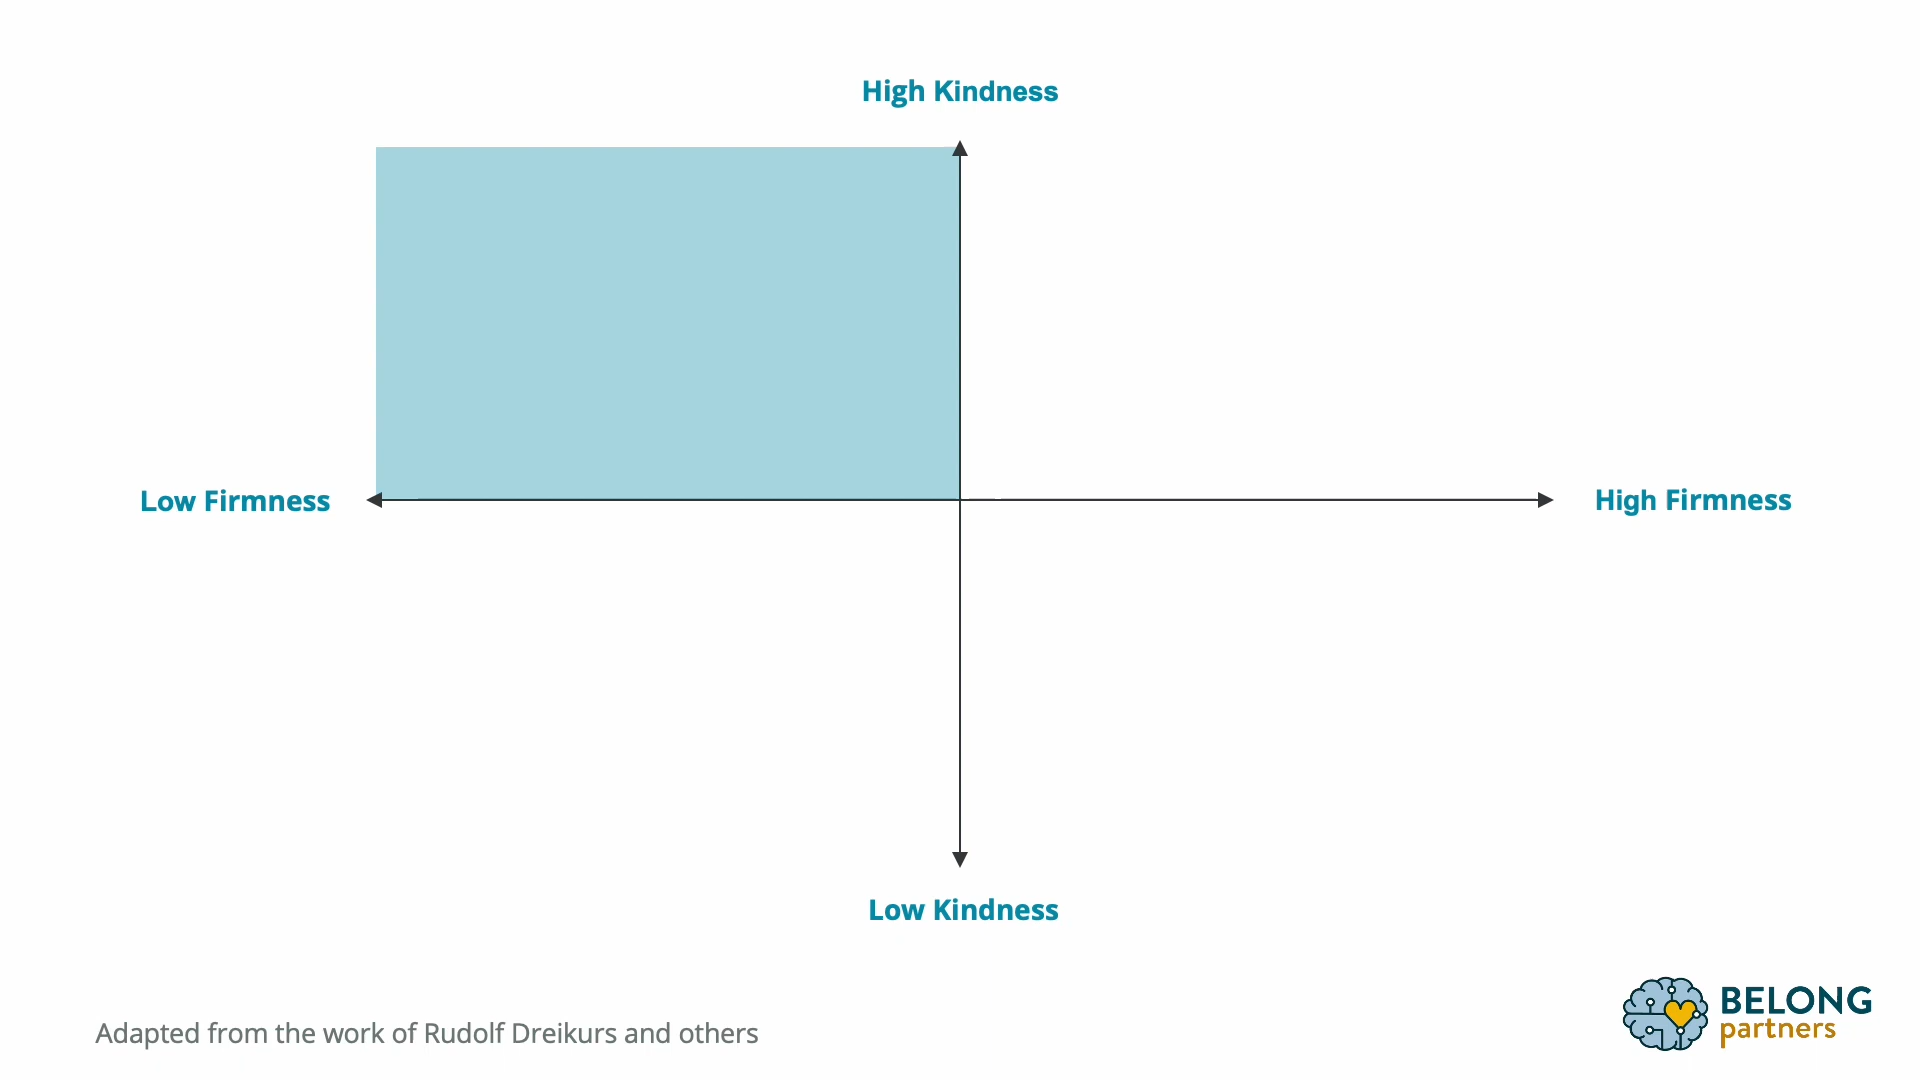 High Kindness
Low Firmness
High Firmness
Low Kindness
Adapted from the work of Rudolf Dreikurs and others
BELONG
partners